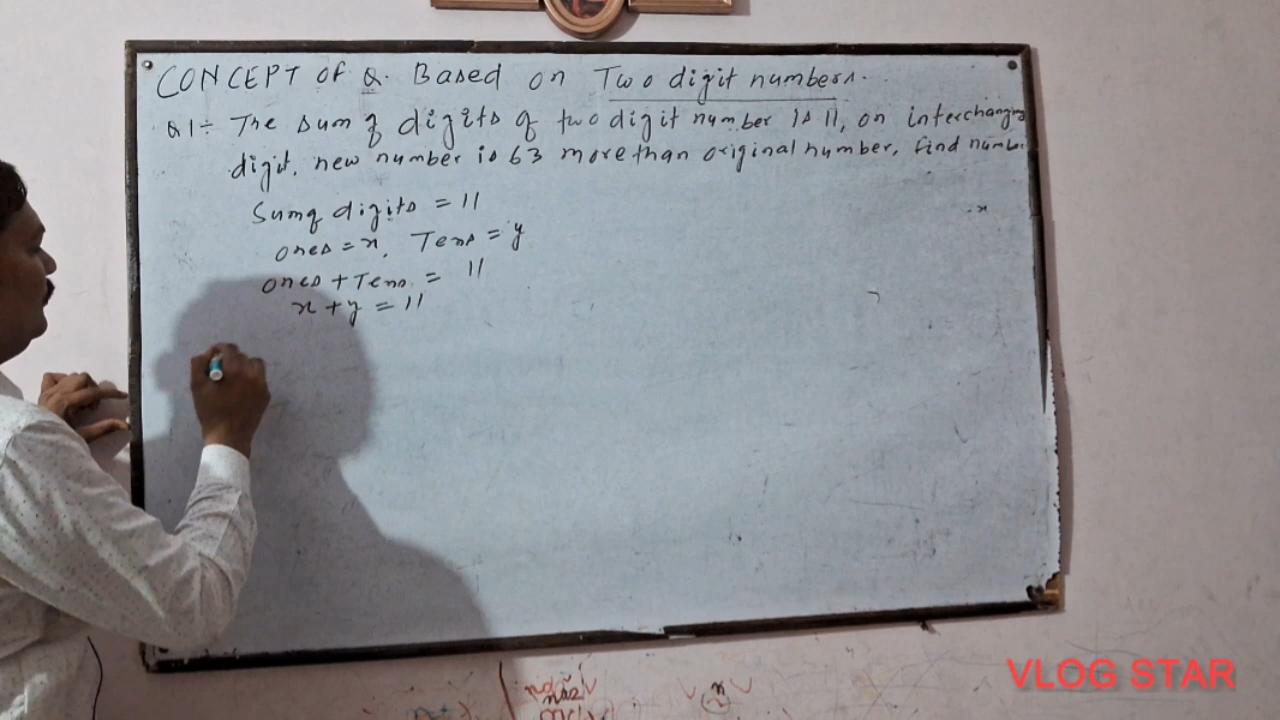 CONCEPT OF Q. Based on Two digit numbers.
Q1÷ The sum of digits of two digit number is 11, on interchanging
digit, new number is 63 more than original number, find number
Sum of digits = 11
ones = x, Tens = y
ones + Tens = 11
x + y = 11
VLOG STAR